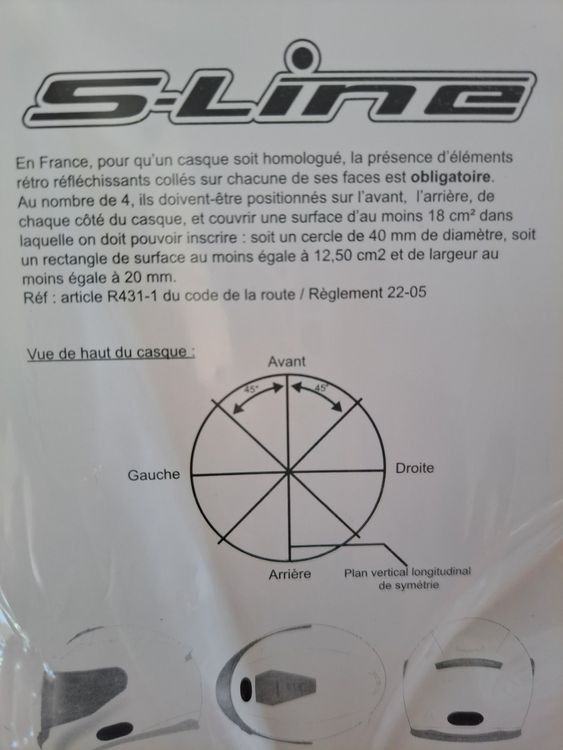 S-Line
En France, pour qu'un casque soit homologué, la présence d'éléments
rétro réfléchissants collés sur chacune de ses faces est obligatoire.
Au nombre de 4, ils doivent-être positionnés sur l'avant, l'arrière, de
chaque côté du casque, et couvrir une surface d'au moins 18 cm² dans
laquelle on doit pouvoir inscrire : soit un cercle de 40 mm de diamètre, soit
un rectangle de surface au moins égale à 12,50 cm2 et de largeur au
moins égale à 20 mm.
Réf : article R431-1 du code de la route / Règlement 22-05
Vue de haut du casque :
Avant
45° 45°
Gauche
Droite
Arrière
Plan vertical longitudinal
de symétrie